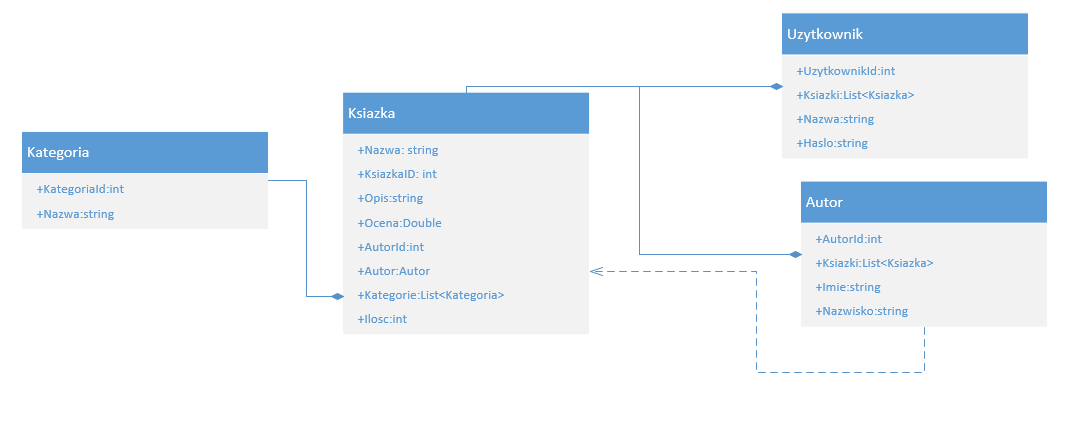 Kategoria
+KategoriaId:int
+Nazwa:string
Ksiazka
+Nazwa: string
+KsiazkaID: int
+Opis:string
+Ocena:Double
+AutorId:int
+Autor:Autor
+Kategorie:List<Kategoria>
+Ilosc:int
Uzytkownik
+UzytkownikId:int
+Ksiazki:List<Ksiazka>
+Nazwa:string
+Haslo:string
Autor
+AutorId:int
+Ksiazki:List<Ksiazka>
+Imie:string
+Nazwisko:string